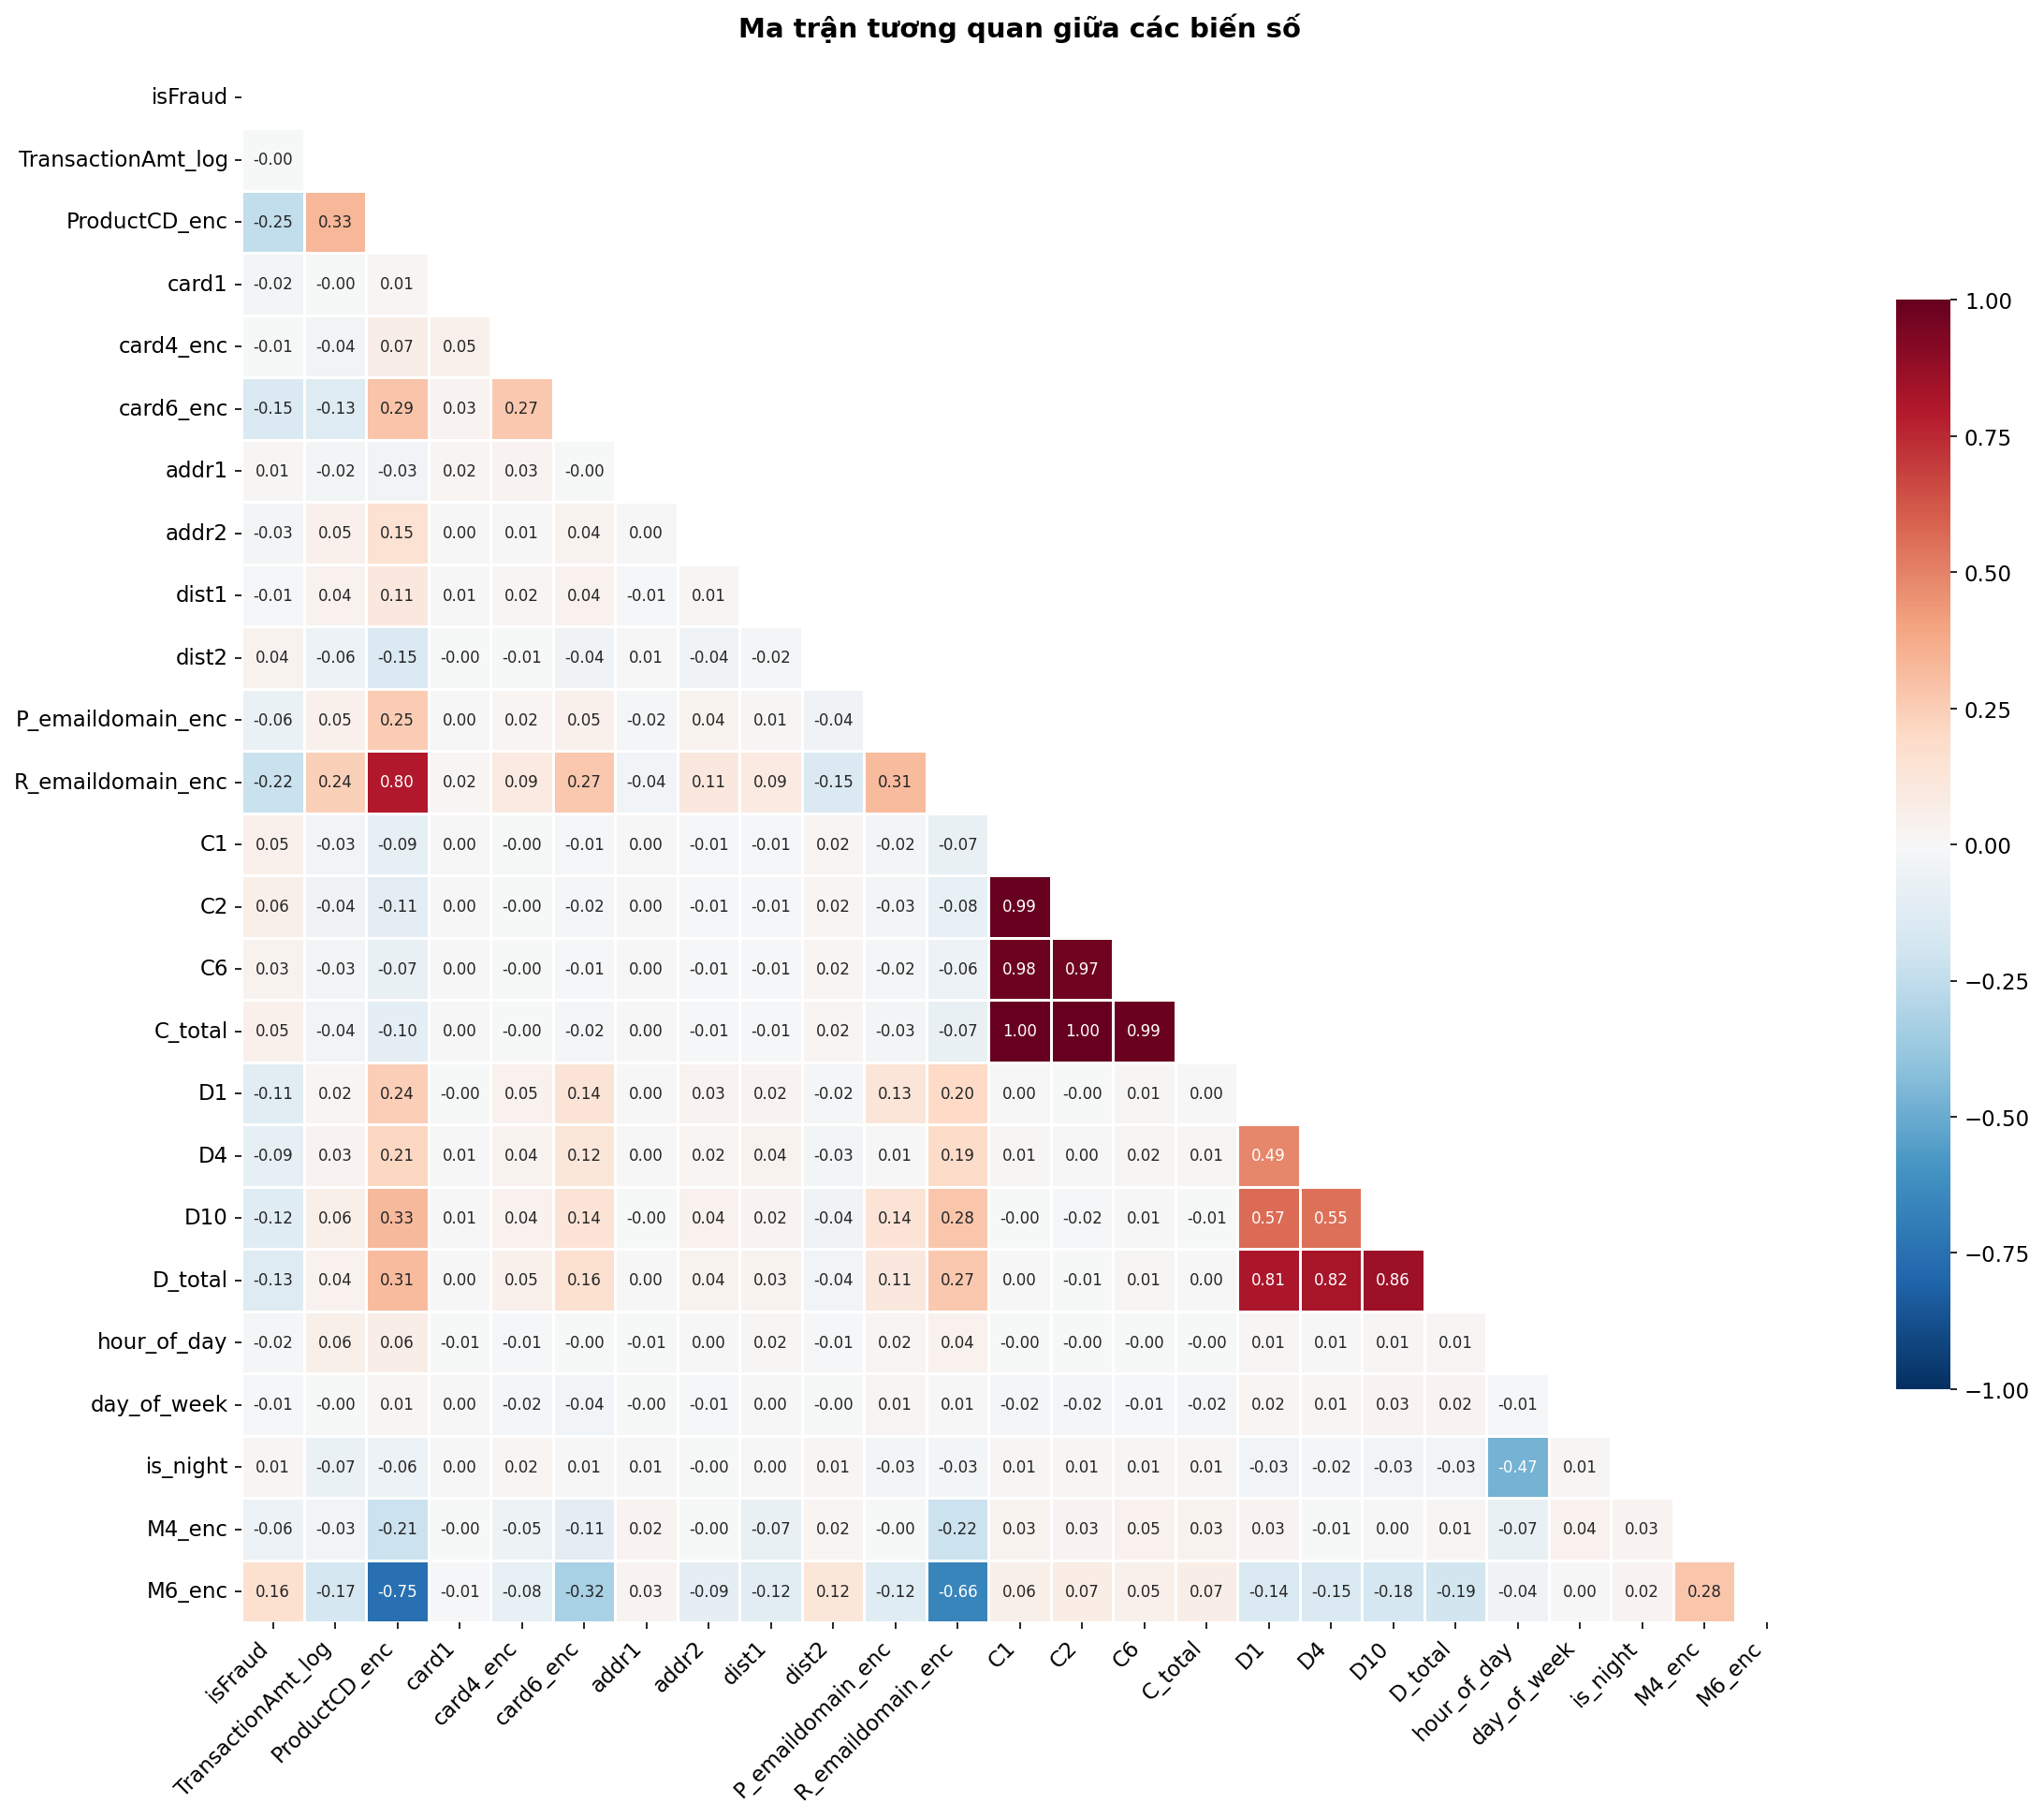 Ma trận tương quan giữa các biến số
isFraud
TransactionAmt_log -0.00
ProductCD_enc -0.25 0.33
card1 -0.02 -0.00 0.01
card4_enc -0.01 -0.04 0.07 0.05
card6_enc -0.15 -0.13 0.29 0.03 0.27
addr1 0.01 -0.02 -0.03 0.02 0.03 -0.00
addr2 -0.03 0.05 0.15 0.00 0.01 0.04 0.00
dist1 -0.01 0.04 0.11 0.01 0.02 0.04 -0.01 0.01
dist2 0.04 -0.06 -0.15 -0.00 -0.01 -0.04 0.01 -0.04 -0.02
P_emaildomain_enc -0.06 0.05 0.25 0.00 0.02 0.05 -0.02 0.04 0.01 -0.04
R_emaildomain_enc -0.22 0.24 0.80 0.02 0.09 0.27 -0.04 0.11 0.09 -0.15 0.31
C1 0.05 -0.03 -0.09 0.00 -0.00 -0.01 0.00 -0.01 -0.01 0.02 -0.02 -0.07
C2 0.06 -0.04 -0.11 0.00 -0.00 -0.02 0.00 -0.01 -0.01 0.02 -0.03 -0.08 0.99
C6 0.03 -0.03 -0.07 0.00 -0.00 -0.01 0.00 -0.01 -0.01 0.02 -0.02 -0.06 0.98 0.97
C_total 0.05 -0.04 -0.10 0.00 -0.00 -0.02 0.00 -0.01 -0.01 0.02 -0.03 -0.07 1.00 1.00 0.99
D1 -0.11 0.02 0.24 -0.00 0.05 0.14 0.00 0.03 0.02 -0.02 0.13 0.20 0.00 -0.00 0.01 0.00
D4 -0.09 0.03 0.21 0.01 0.04 0.12 0.00 0.02 0.04 -0.03 0.01 0.19 0.01 0.00 0.02 0.01 0.49
D10 -0.12 0.06 0.33 0.01 0.04 0.14 -0.00 0.04 0.02 -0.04 0.14 0.28 -0.00 -0.02 0.01 -0.01 0.57 0.55
D_total -0.13 0.04 0.31 0.00 0.05 0.16 0.00 0.04 0.03 -0.04 0.11 0.27 0.00 -0.01 0.01 0.00 0.81 0.82 0.86
hour_of_day -0.02 0.06 0.06 -0.01 -0.01 -0.00 -0.01 0.00 0.02 -0.01 0.02 0.04 -0.00 -0.00 -0.00 -0.00 0.01 0.01 0.01 0.01
day_of_week -0.01 -0.00 0.01 0.00 -0.02 -0.04 -0.00 -0.01 0.00 -0.00 0.01 0.01 -0.02 -0.02 -0.01 -0.02 0.02 0.01 0.03 0.02 -0.01
is_night 0.01 -0.07 -0.06 0.00 0.02 0.01 0.01 -0.00 0.00 0.01 -0.03 -0.03 0.01 0.01 0.01 0.01 -0.03 -0.02 -0.03 -0.03 -0.47 0.01
M4_enc -0.06 -0.03 -0.21 -0.00 -0.05 -0.11 0.02 -0.00 -0.07 0.02 -0.00 -0.22 0.03 0.03 0.05 0.03 0.03 -0.01 0.00 0.01 -0.07 0.04 0.03
M6_enc 0.16 -0.17 -0.75 -0.01 -0.08 -0.32 0.03 -0.09 -0.12 0.12 -0.12 -0.66 0.06 0.07 0.05 0.07 -0.14 -0.15 -0.18 -0.19 -0.04 0.00 0.02 0.28
isFraud TransactionAmt_log ProductCD_enc card1 card4_enc card6_enc addr1 addr2 dist1 dist2 P_emaildomain_enc R_emaildomain_enc C1 C2 C6 C_total D1 D4 D10 D_total hour_of_day day_of_week is_night M4_enc M6_enc
1.00
0.75
0.50
0.25
0.00
−0.25
−0.50
−0.75
−1.00